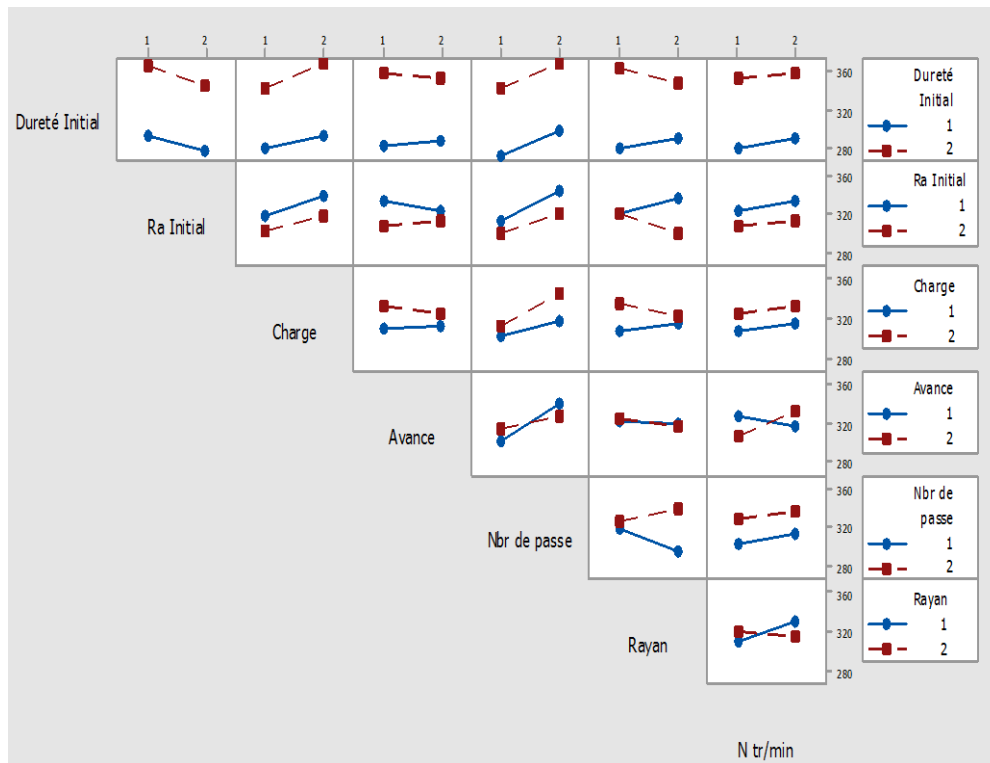 1 2 1 2 1 2 1 2 1 2 1 2
Dureté Initial
360
320
280
Dureté
Initial
1
2
Ra Initial
360
320
280
Ra Initial
1
2
Charge
360
320
280
Charge
1
2
Avance
360
320
280
Avance
1
2
Nbr de passe
360
320
280
Nbr de
passe
1
2
Rayan
360
320
280
Rayan
1
2
N tr/min